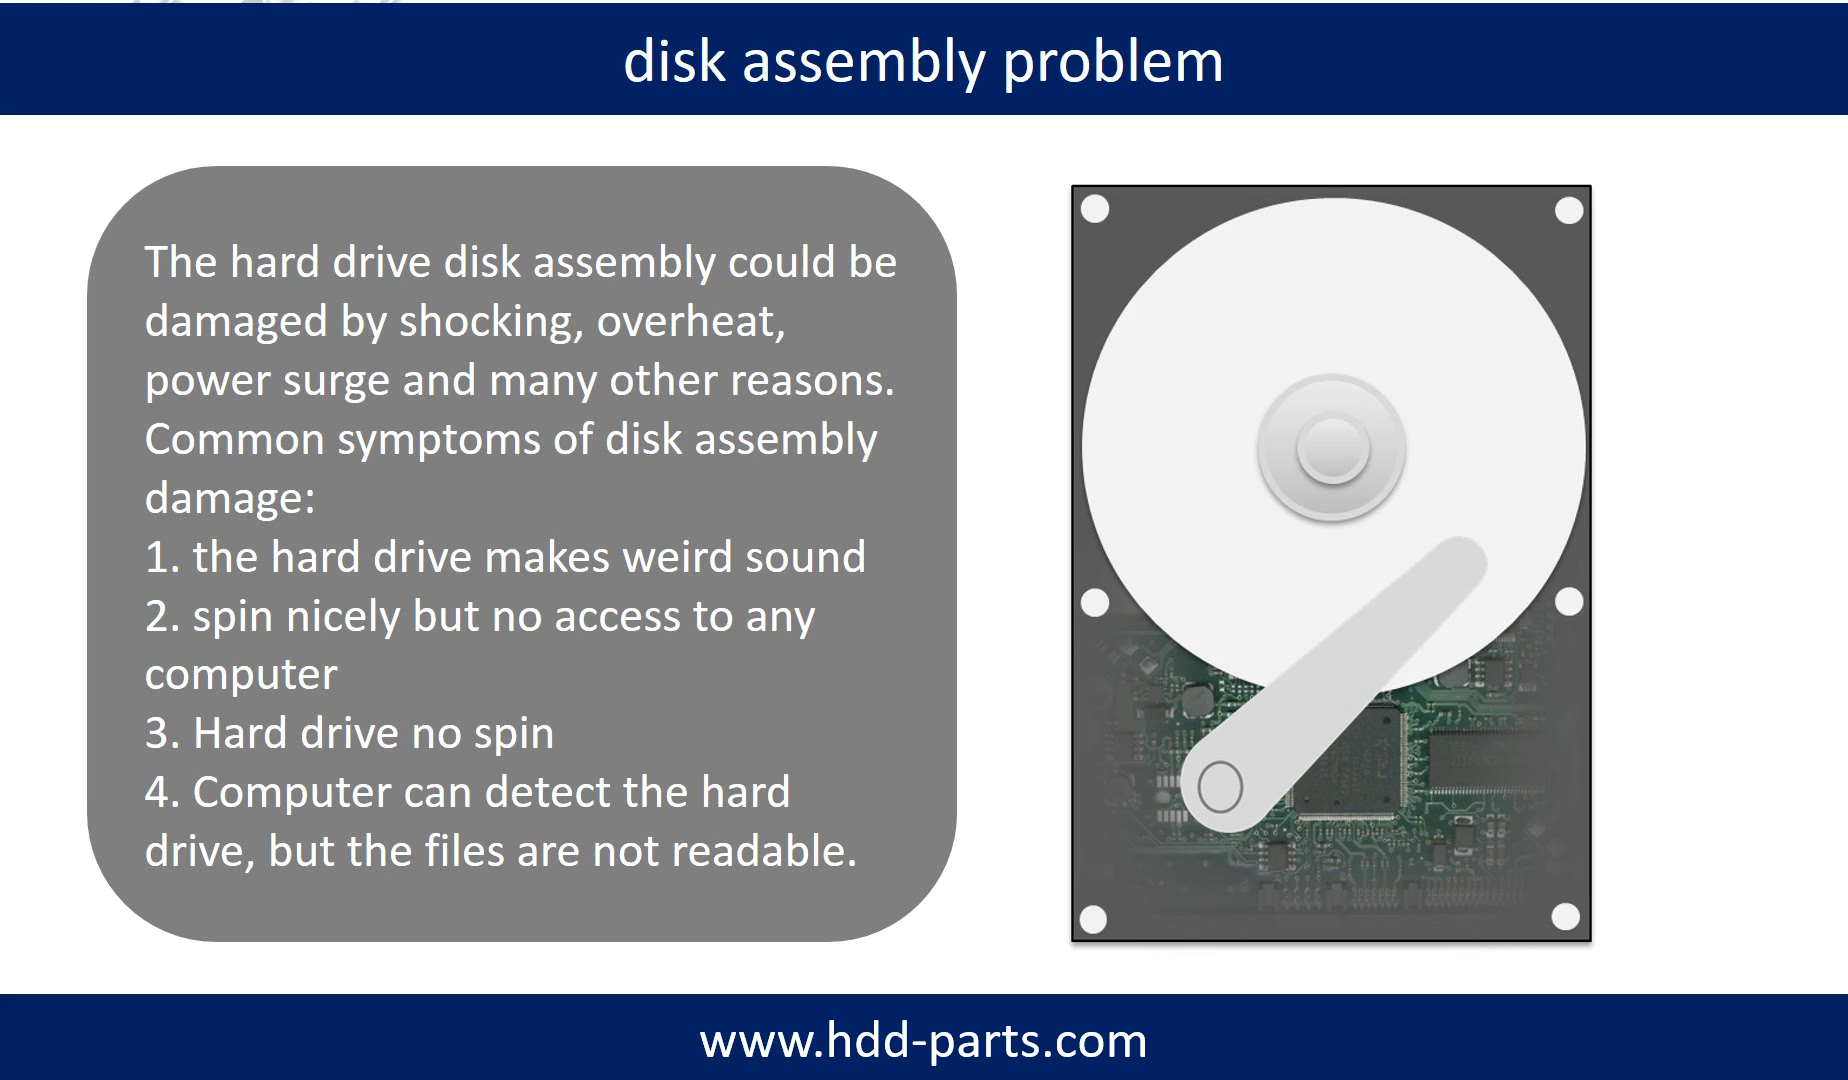 disk assembly problem
The hard drive disk assembly could be
damaged by shocking, overheat,
power surge and many other reasons.
Common symptoms of disk assembly
damage:
1. the hard drive makes weird sound
2. spin nicely but no access to any
computer
3. Hard drive no spin
4. Computer can detect the hard
drive, but the files are not readable.
www.hdd-parts.com